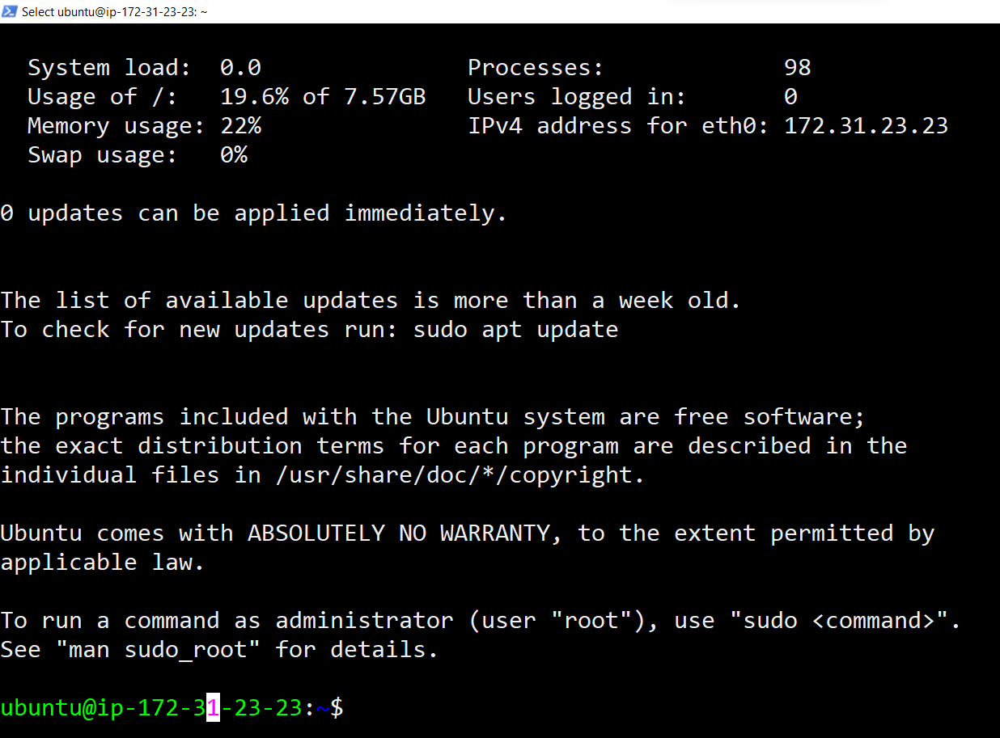 Select ubuntu@ip-172-31-23-23: ~
System load:  0.0               Processes:             98
Usage of /:   19.6% of 7.57GB   Users logged in:       0
Memory usage: 22%               IPv4 address for eth0: 172.31.23.23
Swap usage:   0%
0 updates can be applied immediately.
The list of available updates is more than a week old.
To check for new updates run: sudo apt update
The programs included with the Ubuntu system are free software;
the exact distribution terms for each program are described in the
individual files in /usr/share/doc/*/copyright.
Ubuntu comes with ABSOLUTELY NO WARRANTY, to the extent permitted by
applicable law.
To run a command as administrator (user "root"), use "sudo <command>".
See "man sudo_root" for details.
ubuntu@ip-172-31-23-23:~$